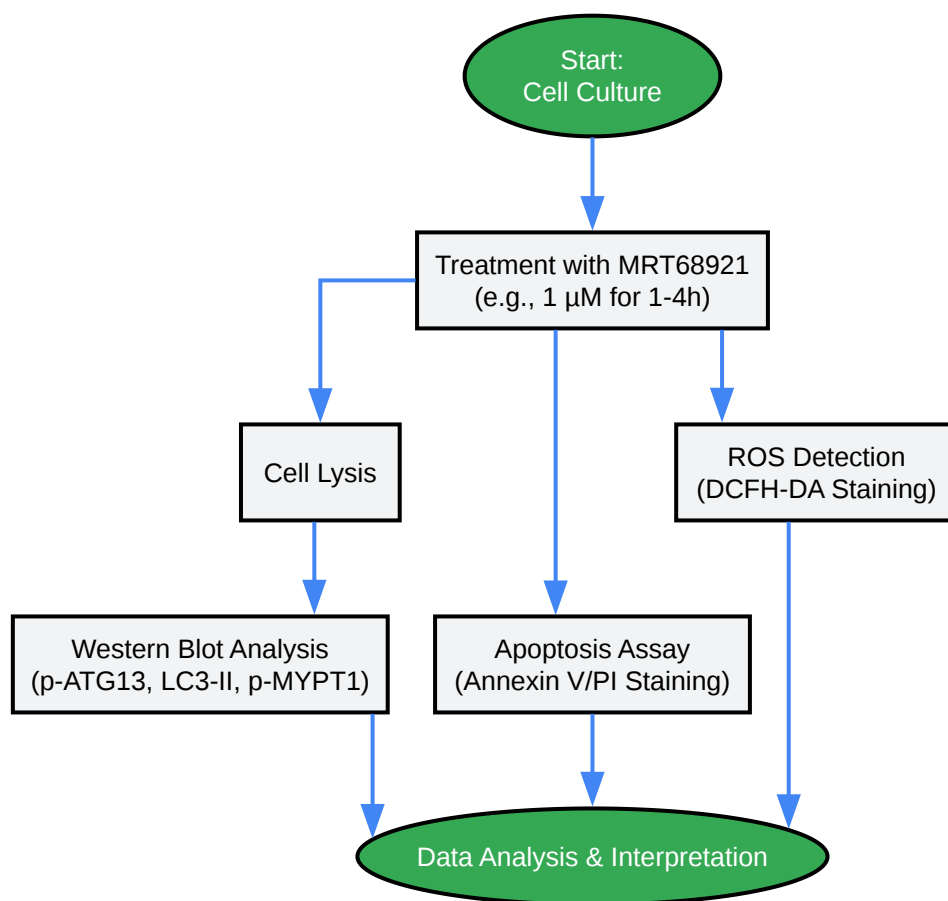 Start:
Cell Culture
Treatment with MRT68921
(e.g., 1 µM for 1-4h)
Cell Lysis
ROS Detection
(DCFH-DA Staining)
Western Blot Analysis
(p-ATG13, LC3-II, p-MYPT1)
Apoptosis Assay
(Annexin V/PI Staining)
Data Analysis & Interpretation